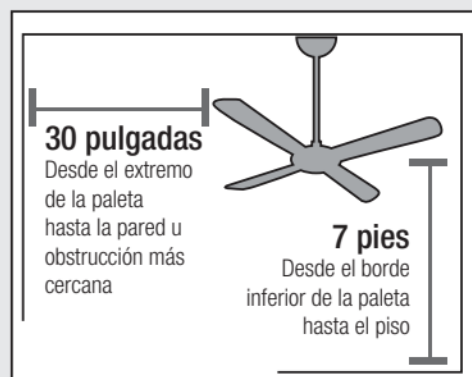 30 pulgadas
Desde el extremo
de la paleta
hasta la pared u
obstrucción más
cercana
7 pies
Desde el borde
inferior de la paleta
hasta el piso